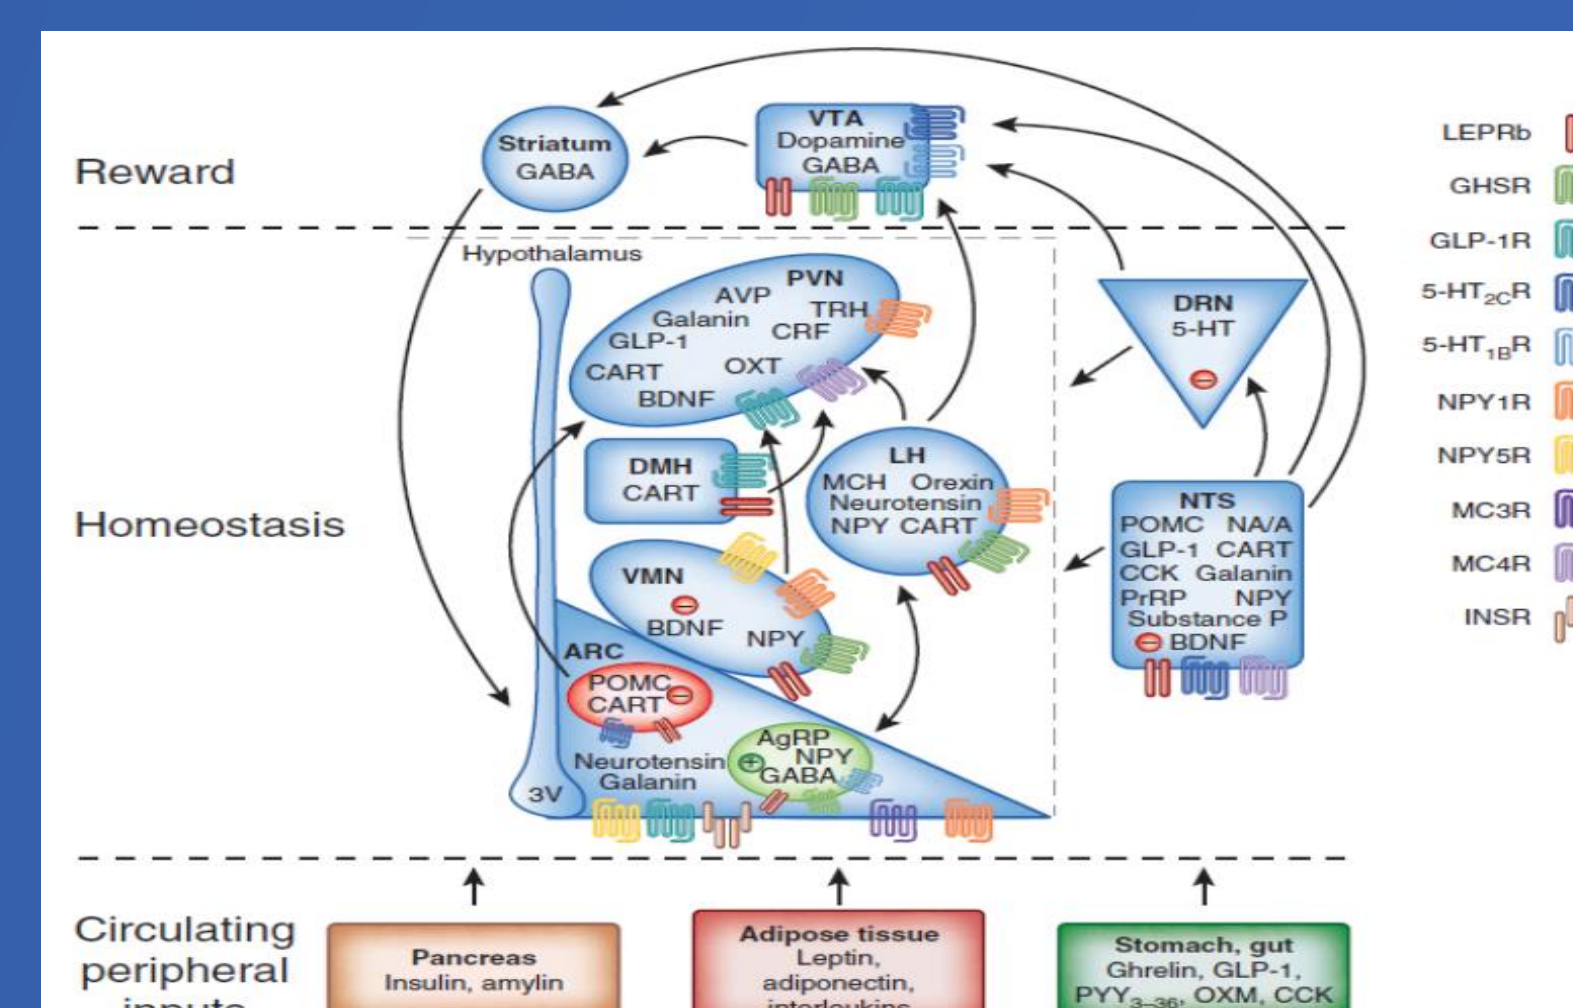 Reward
Striatum
GABA
VTA
Dopamine
GABA
Hypothalamus
PVN
AVP
TRH
Galanin
CRF
GLP-1
CART
OXT
BDNF
DRN
5-HT
Homeostasis
DMH
CART
LH
MCH Orexin
Neurotensin
NPY CART
NTS
POMC NA/A
GLP-1 CART
CCK Galanin
PrRP NPY
Substance P
BDNF
VMN
BDNF
NPY
ARC
POMC
CART
AgRP
NPY
GABA
Neurotensin
Galanin
3V
LEPRb
GHSR
GLP-1R
5-HT2CR
5-HT1BR
NPY1R
NPY5R
MC3R
MC4R
INSR
Circulating
peripheral
inputs
Pancreas
Insulin, amylin
Adipose tissue
Leptin,
adiponectin,
interleukins
Stomach, gut
Ghrelin, GLP-1,
PYY3–36, OXM, CCK